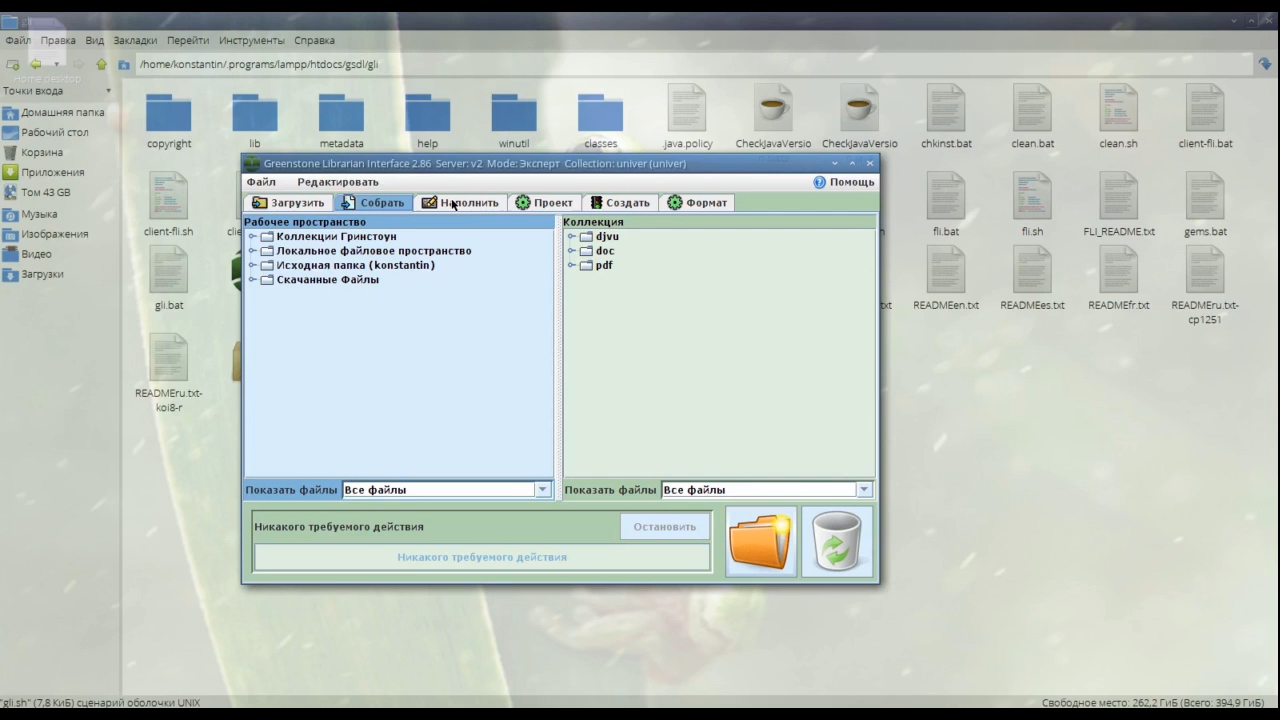 gli
Файл Правка Вид Закладки Перейти Инструменты Справка
/home/konstantin/.programs/lampp/htdocs/gsdl/gli
Home.desktop
Точки входа
Домашняя папка
Рабочий стол
Корзина
Приложения
Том 43 GB
Музыка
Изображения
Видео
Загрузки
copyright lib metadata help winutil classes .java.policy CheckJavaVersio CheckJavaVersio chkinst.bat clean.bat clean.sh client-fli.bat
Greenstone Librarian Interface 2.86 Server: v2 Mode: Эксперт Collection: univer (univer)
Файл Редактировать Помощь
Загрузить Собрать Наполнить Проект Создать Формат
Рабочее пространство
Коллекции Гринстоун
Локальное файловое пространство
Исходная папка (konstantin)
Скачанные Файлы
Коллекция
djvu
doc
pdf
Показать файлы Все файлы
Показать файлы Все файлы
Никакого требуемого действия Остановить
Никакого требуемого действия
client-fli.sh fli.bat fli.sh FLI_README.txt gems.bat
gli.bat READMEen.txt READMEes.txt READMEfr.txt READMEru.txt-
cp1251
READMEru.txt-
koi8-r
"gli.sh" (7,8 КиБ) сценарий оболочки UNIX
Свободное место: 262,2 ГиБ (Всего: 394,9 ГиБ)